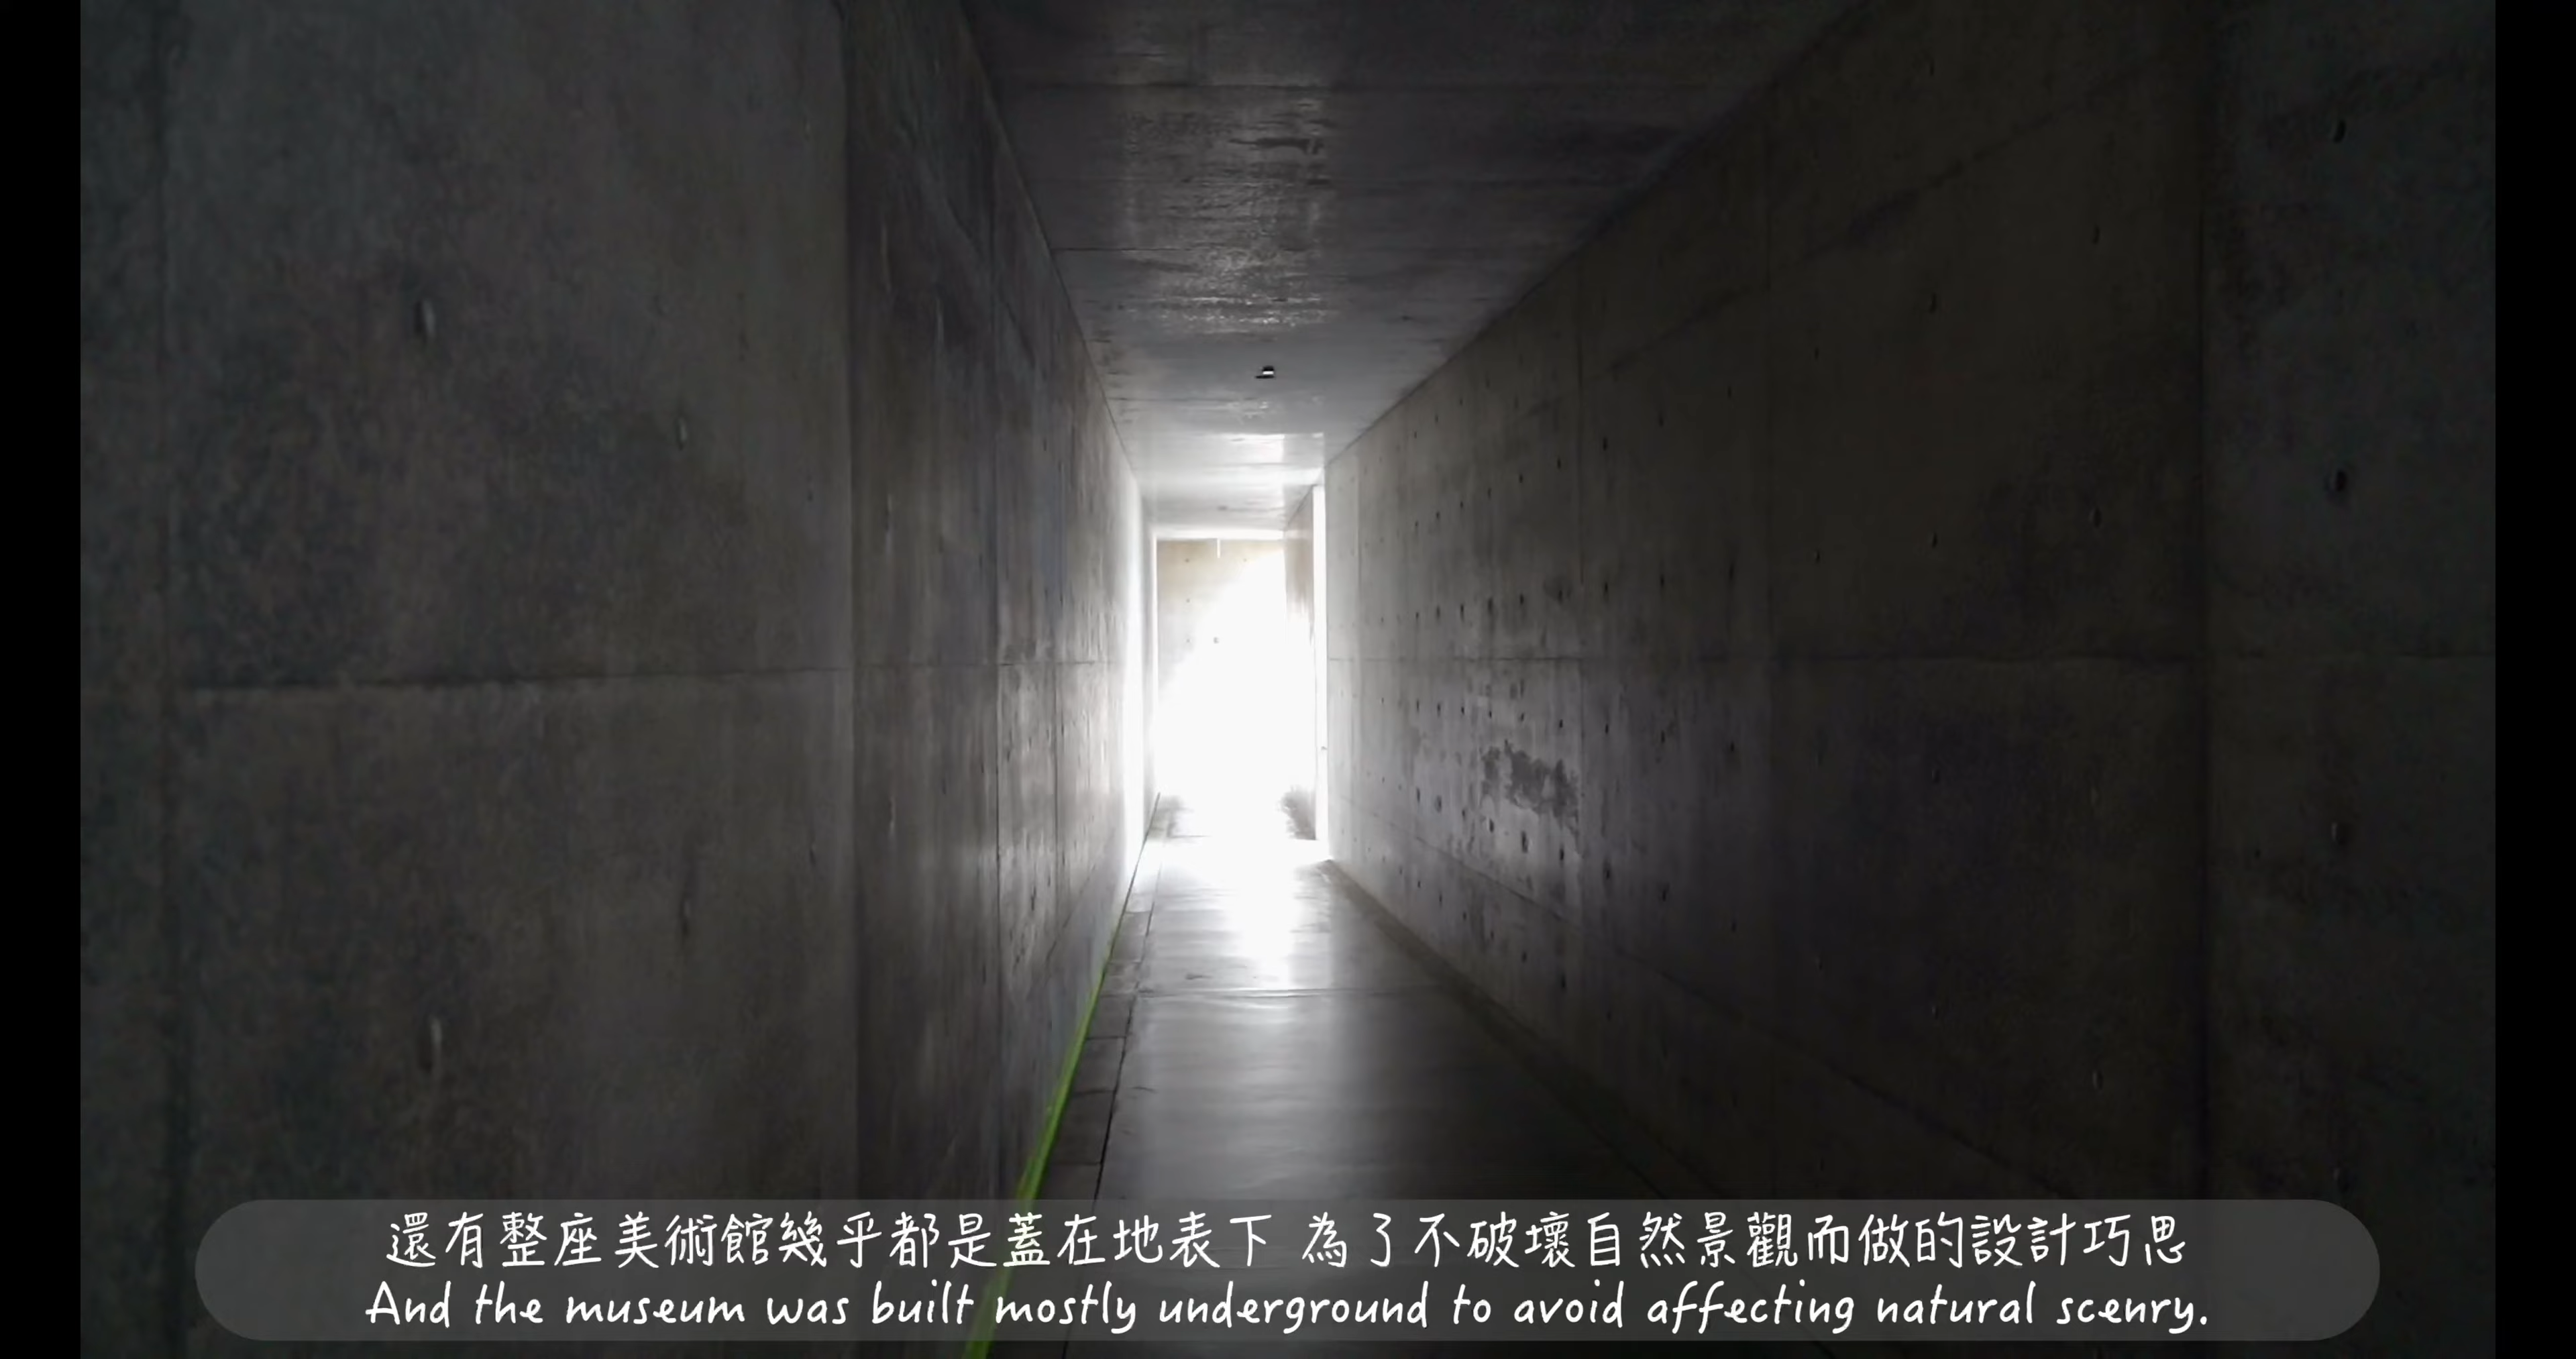 還有整座美術館幾乎都是蓋在地表下 為了不破壞自然景觀而做的設計巧思
And the museum was built mostly underground to avoid affecting natural scenry.